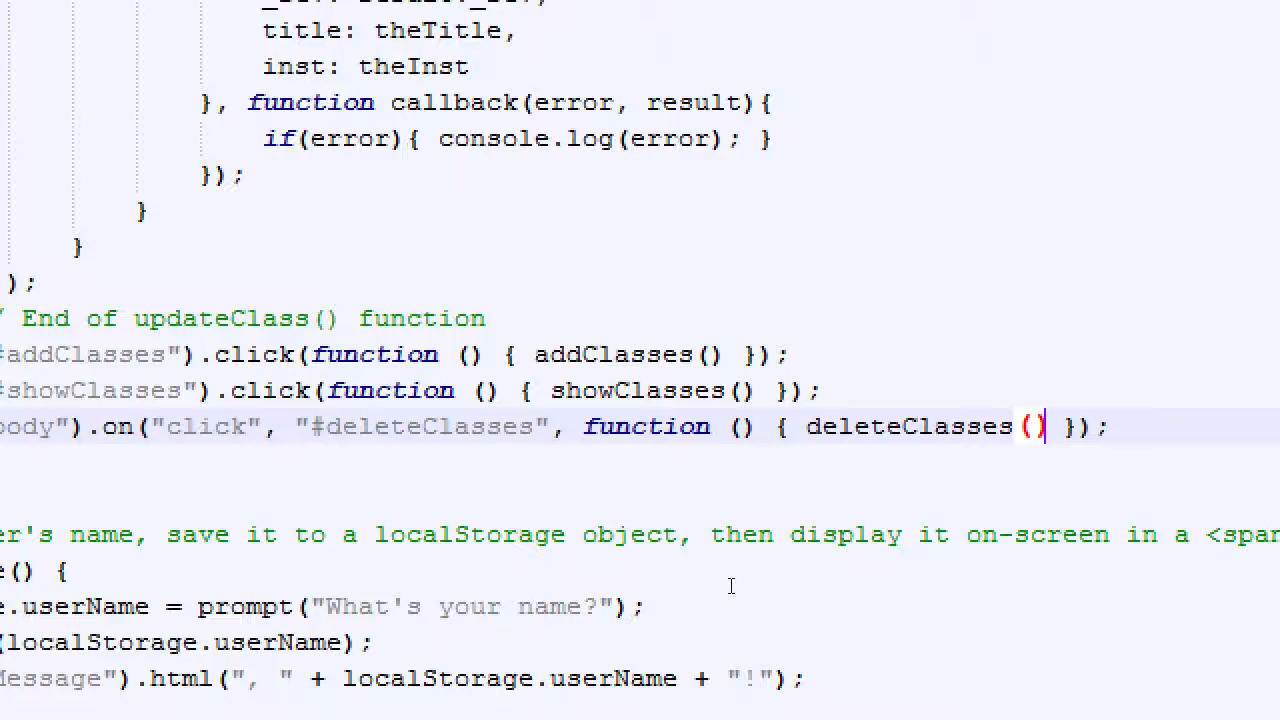 title: theTitle,
inst: theInst
}, function callback(error, result){
if(error){ console.log(error); }
});
}
}
);
End of updateClass() function
#addClasses").click(function () { addClasses() });
#showClasses").click(function () { showClasses() });
body").on("click", "#deleteClasses", function () { deleteClasses() });
er's name, save it to a localStorage object, then display it on-screen in a <span
e() {
e.userName = prompt("What's your name?");
(localStorage.userName);
Message").html(", " + localStorage.userName + "!");